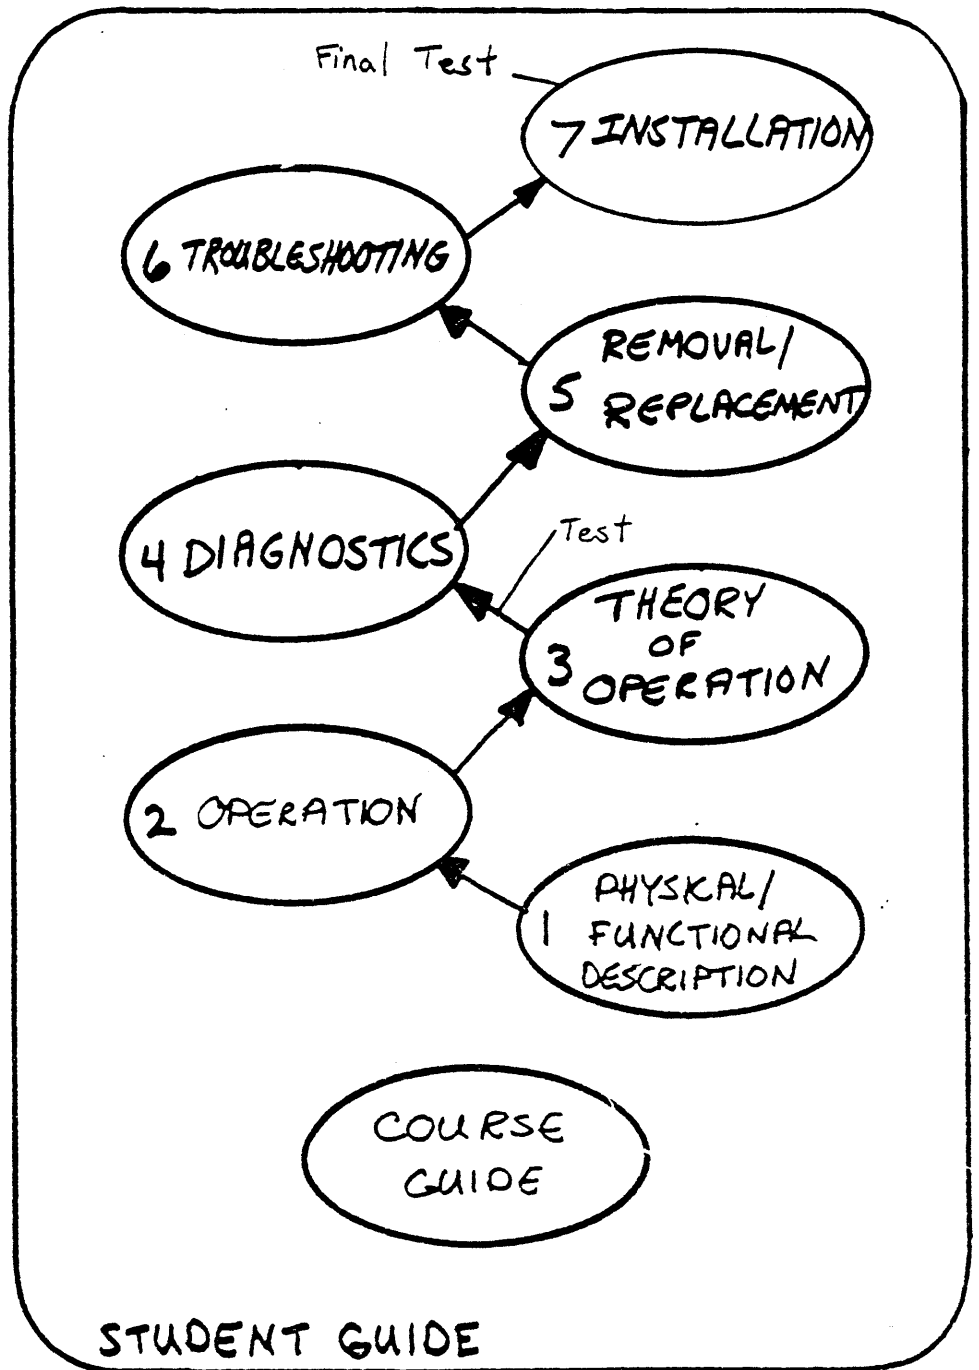 Final Test
7 INSTALLATION
6 TROUBLESHOOTING
REMOVAL/
5 REPLACEMENT
4 DIAGNOSTICS
Test
THEORY
OF
3 OPERATION
2 OPERATION
PHYSICAL/
1 FUNCTIONAL
DESCRIPTION
COURSE
GUIDE
STUDENT GUIDE